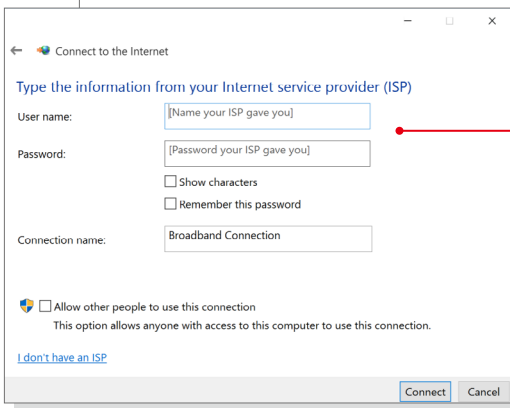 Connect to the Internet
Type the information from your Internet service provider (ISP)
User name:
[Name your ISP gave you]
Password:
[Password your ISP gave you]
Show characters
Remember this password
Connection name:
Broadband Connection
Allow other people to use this connection
This option allows anyone with access to this computer to use this connection.
I don't have an ISP
Connect
Cancel